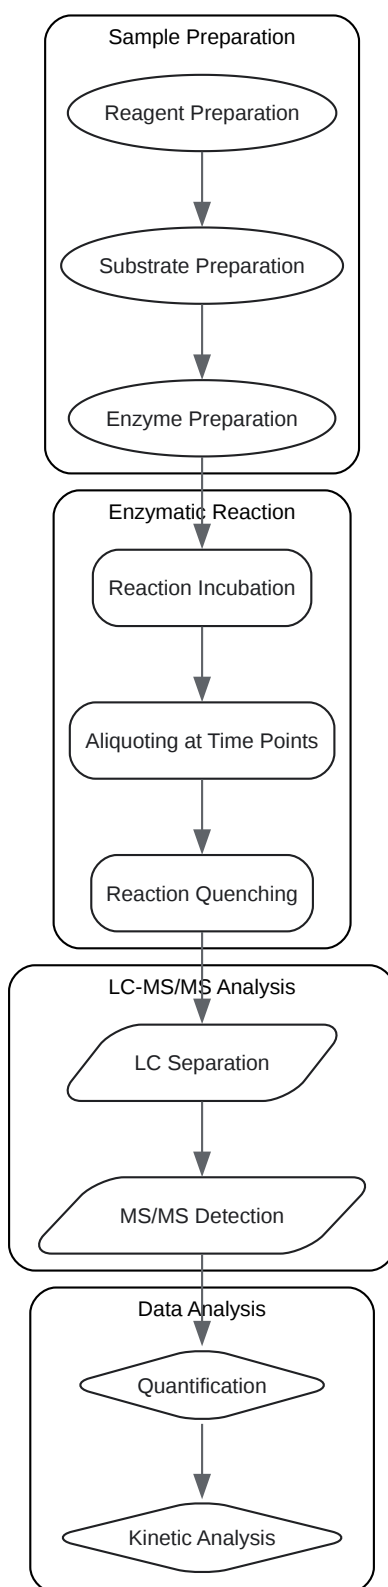 Sample Preparation
Reagent Preparation
Substrate Preparation
Enzyme Preparation
Enzymatic Reaction
Reaction Incubation
Aliquoting at Time Points
Reaction Quenching
LC-MS/MS Analysis
LC Separation
MS/MS Detection
Data Analysis
Quantification
Kinetic Analysis